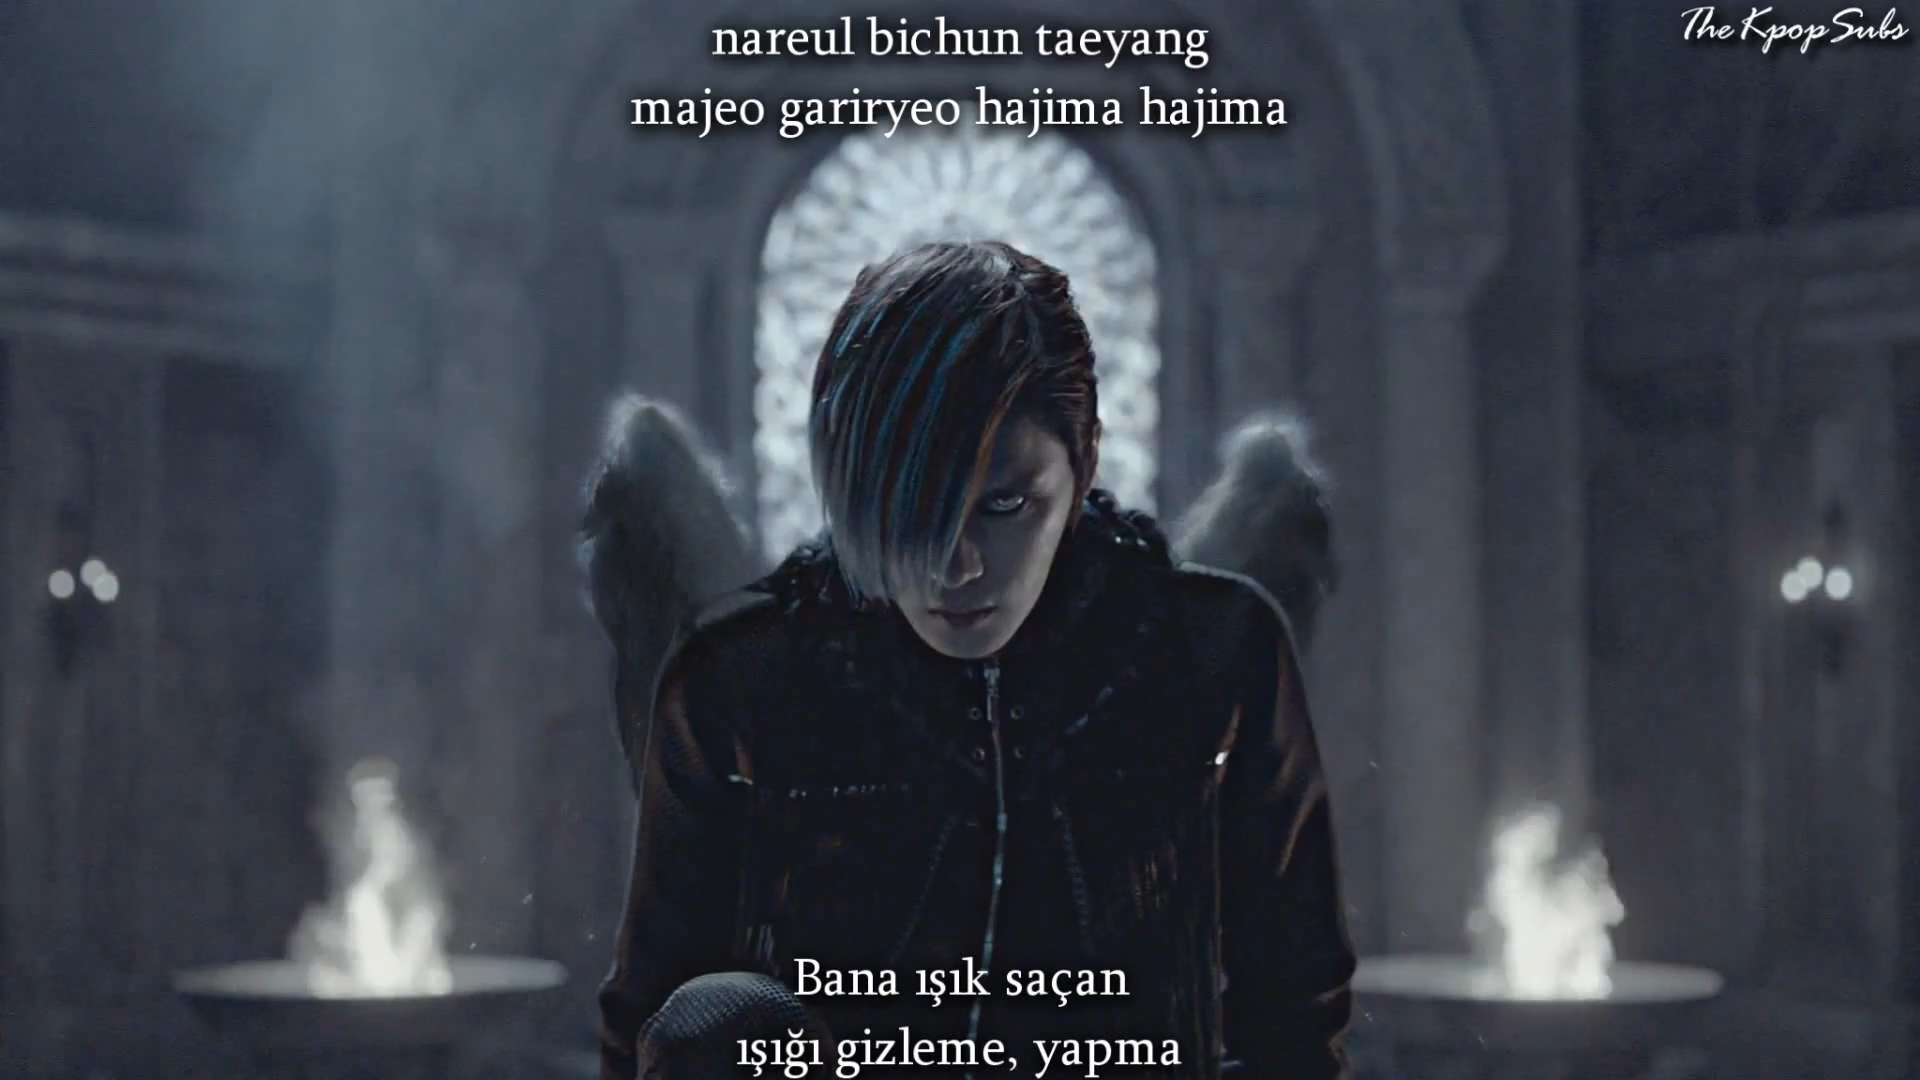 nareul bichun taeyang
majeo gariryeo hajima hajima
The Kpop Subs
Bana ışık saçan
ışığı gizleme, yapma